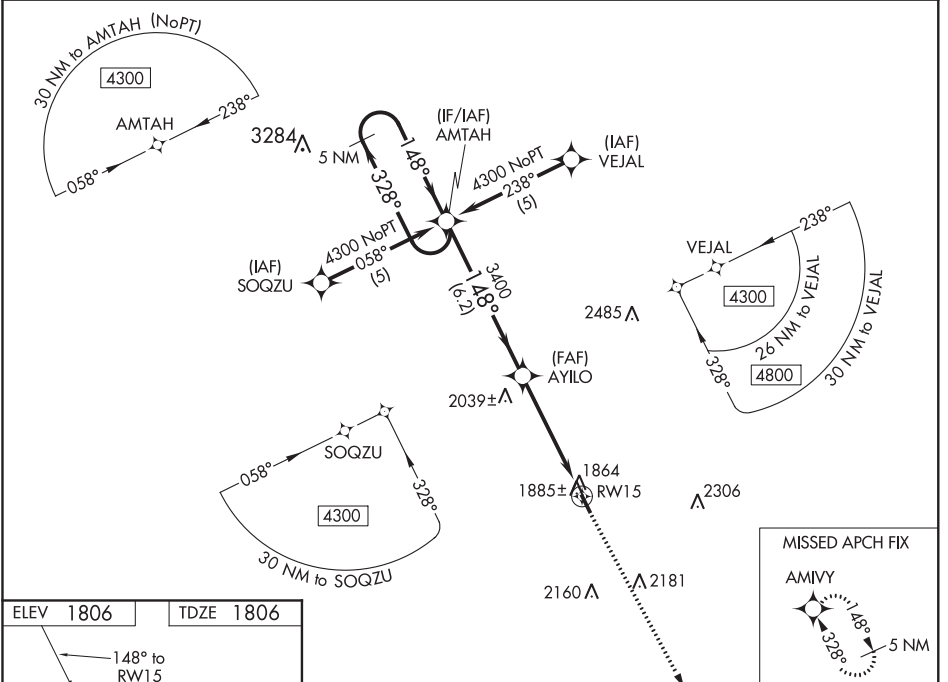 30 NM to AMTAH (NoPT)
4300
AMTAH
238°
058°
3284
5 NM
148°
328°
(IF/IAF)
AMTAH
(IAF)
VEJAL
4300 NoPT
238°
(5)
4300 NoPT
058°
(5)
(IAF)
SOQZU
3400
148°
(6.2)
2485
VEJAL
238°
4300
26 NM to VEJAL
4800
30 NM to VEJAL
328°
(FAF)
AYILO
2039±
SOQZU
058°
328°
4300
30 NM to SOQZU
1864
1885±
RW15
2306
2160
2181
MISSED APCH FIX
AMIVY
148°
328°
5 NM
ELEV 1806
TDZE 1806
148° to
RW15